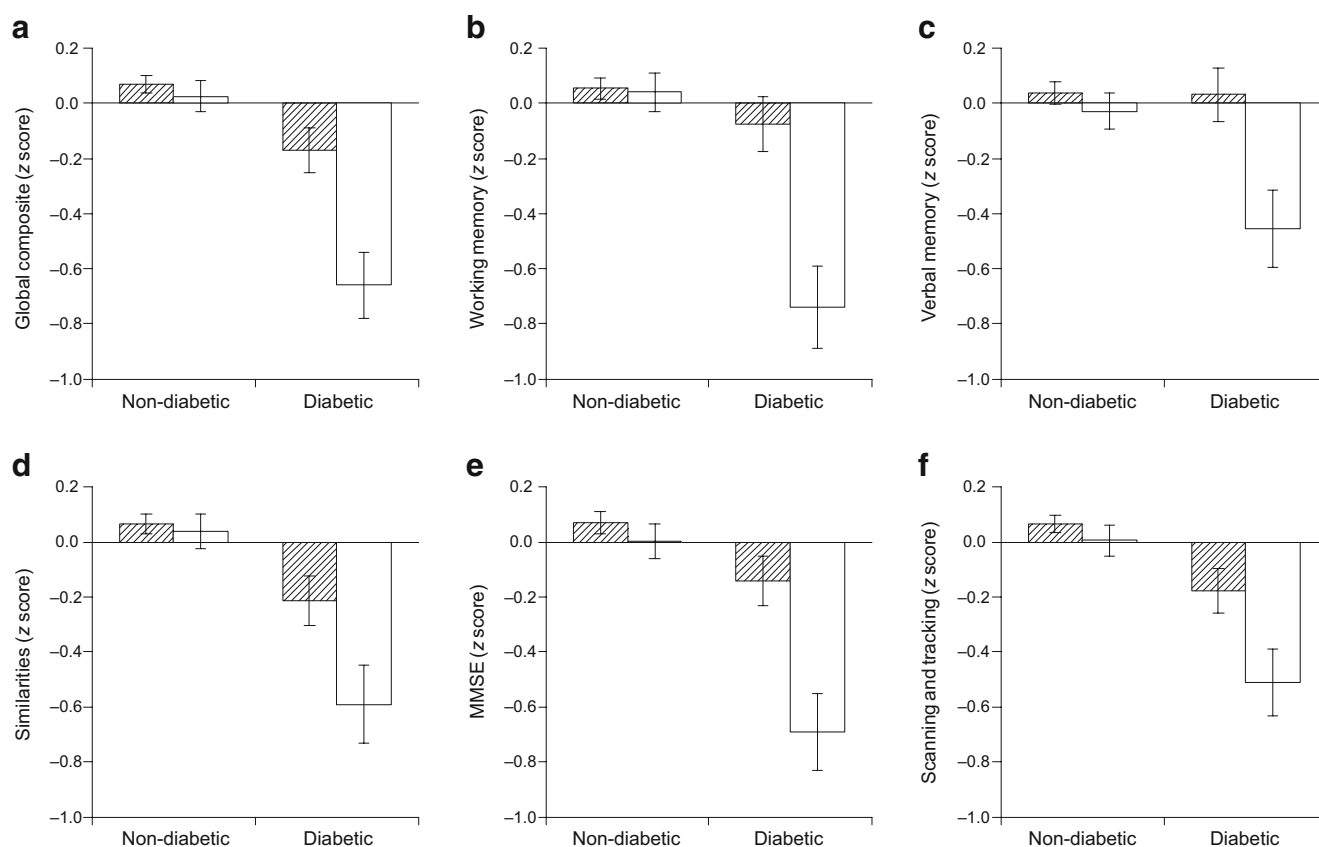 a
Global composite (z score)
0.2
0.0
–0.2
–0.4
–0.6
–0.8
–1.0
Non-diabetic
Diabetic
b
Working memory (z score)
0.2
0.0
–0.2
–0.4
–0.6
–0.8
–1.0
Non-diabetic
Diabetic
c
Verbal memory (z score)
0.2
0.0
–0.2
–0.4
–0.6
–0.8
–1.0
Non-diabetic
Diabetic
d
Similarities (z score)
0.2
0.0
–0.2
–0.4
–0.6
–0.8
–1.0
Non-diabetic
Diabetic
e
MMSE (z score)
0.2
0.0
–0.2
–0.4
–0.6
–0.8
–1.0
Non-diabetic
Diabetic
f
Scanning and tracking (z score)
0.2
0.0
–0.2
–0.4
–0.6
–0.8
–1.0
Non-diabetic
Diabetic